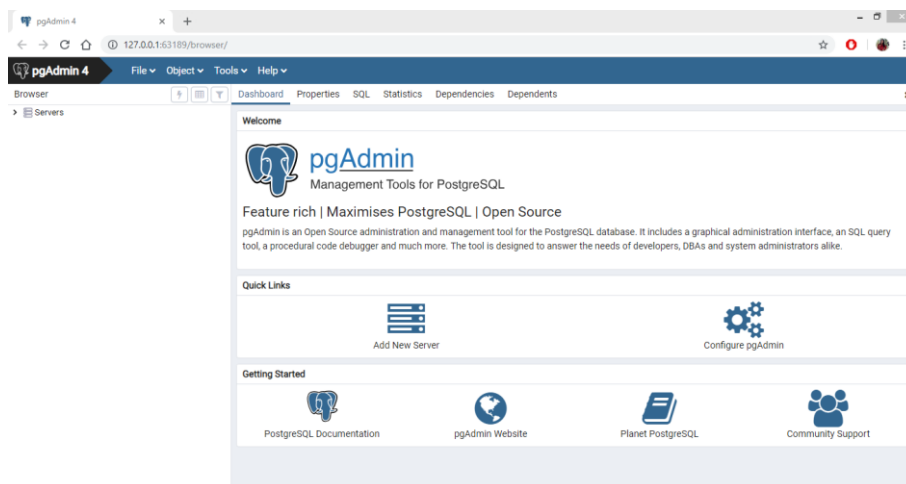 pgAdmin 4
127.0.0.1:63189/browser/
pgAdmin 4 File Object Tools Help
Browser Dashboard Properties SQL Statistics Dependencies Dependents
Servers
Welcome
pgAdmin
Management Tools for PostgreSQL
Feature rich | Maximises PostgreSQL | Open Source
pgAdmin is an Open Source administration and management tool for the PostgreSQL database. It includes a graphical administration interface, an SQL query
tool, a procedural code debugger and much more. The tool is designed to answer the needs of developers, DBAs and system administrators alike.
Quick Links
Add New Server Configure pgAdmin
Getting Started
PostgreSQL Documentation pgAdmin Website Planet PostgreSQL Community Support